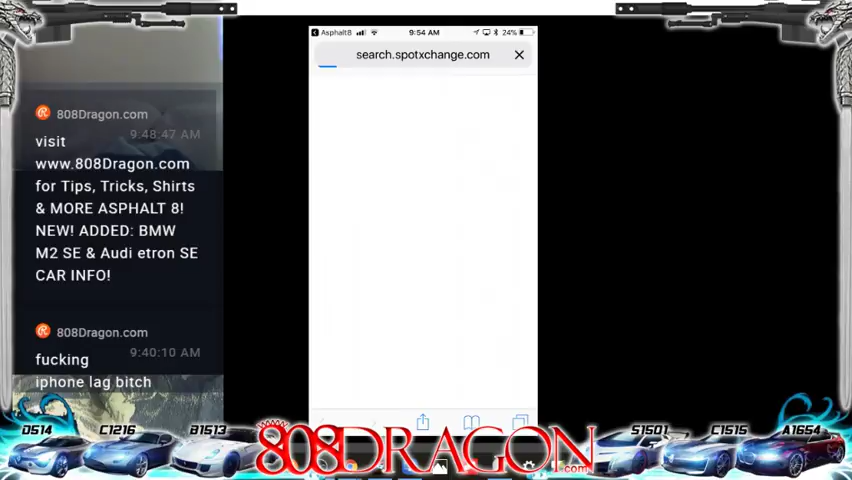 Asphalt8
9:54 AM
24%
search.spotxchange.com
808Dragon.com
9:48:47 AM
visit
www.808Dragon.com
for Tips, Tricks, Shirts
& MORE ASPHALT 8!
NEW! ADDED: BMW
M2 SE & Audi etron SE
CAR INFO!
808Dragon.com
9:40:10 AM
fucking
iphone lag bitch
D514
C1216
B1513
www.
808DRAGON
.com
S1501
C1515
A1654